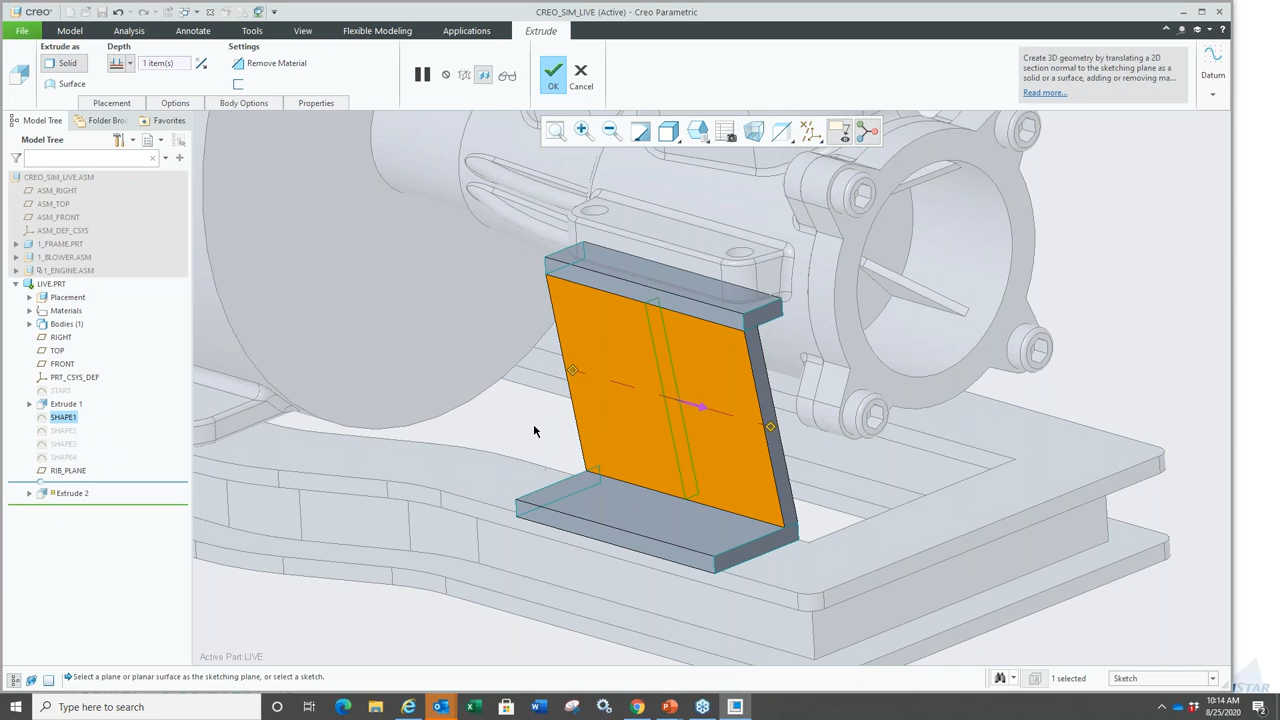 creo
CREO_SIM_LIVE (Active) - Creo Parametric
File
Model
Analysis
Annotate
Tools
View
Flexible Modeling
Applications
Extrude
Extrude as
Depth
Settings
Solid
1 item(s)
Remove Material
Surface
OK
Cancel
Create 3D geometry by translating a 2D
section normal to the sketching plane as a
solid or a surface, adding or removing ma...
Read more...
Datum
Placement
Options
Body Options
Properties
Model Tree
Folder Bro
Favorites
Model Tree
CREO_SIM_LIVE.ASM
ASM_RIGHT
ASM_TOP
ASM_FRONT
ASM_DEF_CSYS
1_FRAME.PRT
1_BLOWER.ASM
1_ENGINE.ASM
LIVE.PRT
Placement
Materials
Bodies (1)
RIGHT
TOP
FRONT
PRT_CSYS_DEF
START
Extrude 1
SHAPE1
SHAPE2
SHAPE3
SHAPE4
RIB_PLANE
Extrude 2
Active Part:LIVE
Select a plane or planar surface as the sketching plane, or select a sketch.
1 selected
Sketch
Type here to search
10:14 AM
8/25/2020
2